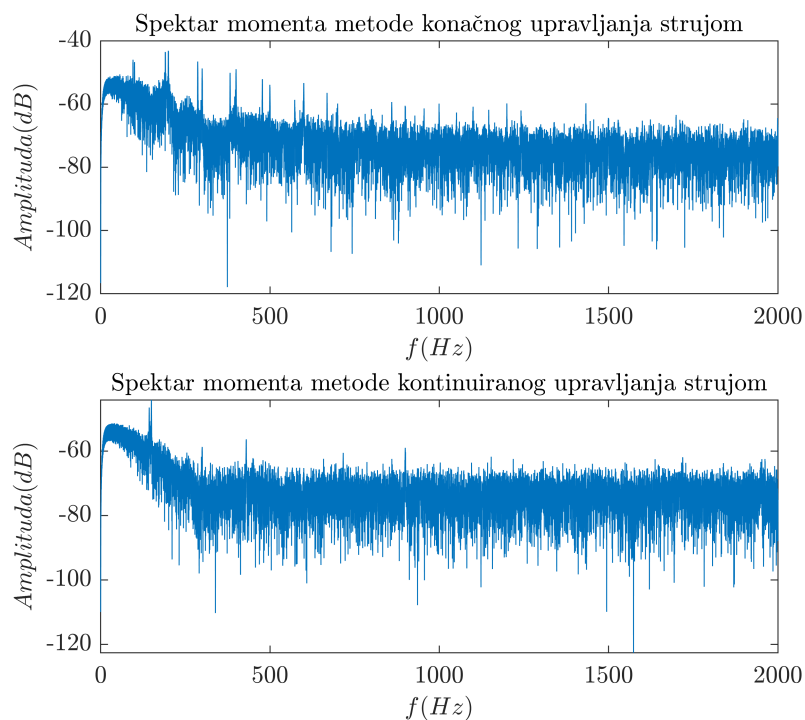 Spektar momenta metode konačnog upravljanja strujom
-40
-60
-80
-100
-120
Amplituda(dB)
0 500 1000 1500 2000
f(Hz)
Spektar momenta metode kontinuiranog upravljanja strujom
-60
-80
-100
-120
Amplituda(dB)
0 500 1000 1500 2000
f(Hz)